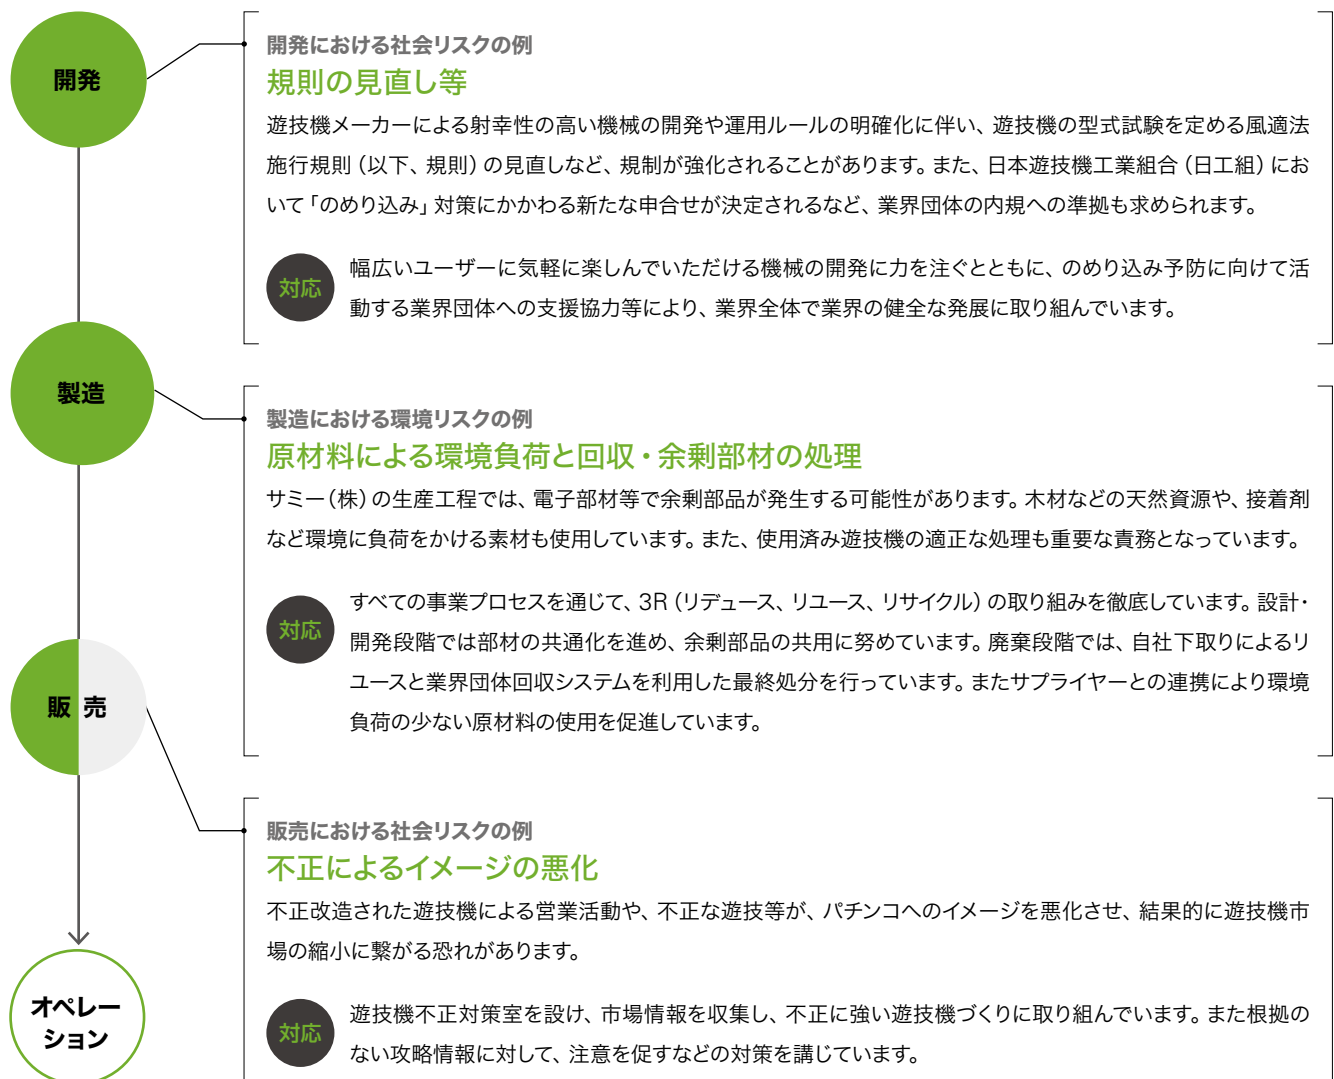 開発
開発における社会リスクの例
規則の見直し等
遊技機メーカーによる射幸性の高い機械の開発や運用ルールの明確化に伴い、遊技機の型式試験を定める風適法
施行規則（以下、規則）の見直しなど、規制が強化されることがあります。また、日本遊技機工業組合（日工組）にお
いて「のめり込み」対策にかかわる新たな申合せが決定されるなど、業界団体の内規への準拠も求められます。
対応
幅広いユーザーに気軽に楽しんでいただける機械の開発に力を注ぐとともに、のめり込み予防に向けて活
動する業界団体への支援協力等により、業界全体で業界の健全な発展に取り組んでいます。
製造
製造における環境リスクの例
原材料による環境負荷と回収・余剰部材の処理
サミー（株）の生産工程では、電子部材等で余剰部品が発生する可能性があります。木材などの天然資源や、接着剤
など環境に負荷をかける素材も使用しています。また、使用済み遊技機の適正な処理も重要な責務となっています。
対応
すべての事業プロセスを通じて、3R（リデュース、リユース、リサイクル）の取り組みを徹底しています。設計・
開発段階では部材の共通化を進め、余剰部品の共用に努めています。廃棄段階では、自社下取りによるリ
ユースと業界団体回収システムを利用した最終処分を行っています。またサプライヤーとの連携により環境
負荷の少ない原材料の使用を促進しています。
販売
販売における社会リスクの例
不正によるイメージの悪化
不正改造された遊技機による営業活動や、不正な遊技等が、パチンコへのイメージを悪化させ、結果的に遊技機市
場の縮小に繋がる恐れがあります。
対応
遊技機不正対策室を設け、市場情報を収集し、不正に強い遊技機づくりに取り組んでいます。また根拠の
ない攻略情報に対して、注意を促すなどの対策を講じています。
オペレー
ション